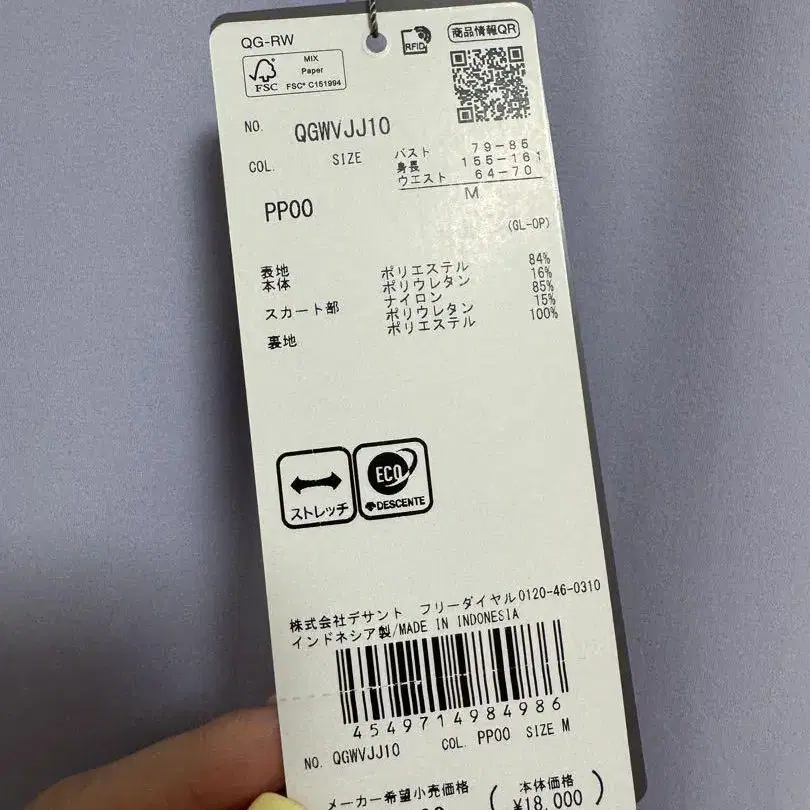 QG-RW
RFID
商品情報QR
MIX
Paper
FSC
FSC® C151994
NO. QGWVJJ10
COL. SIZE
バスト 79-85
身長 155-161
ウエスト 64-70
M
PP00
(GL-OP)
表地
本体 ポリエステル 84%
ポリウレタン 16%
スカート部 ナイロン 85%
ポリウレタン 15%
裏地 ポリエステル 100%
ストレッチ
ECO
DESCENTE
株式会社デサント フリーダイヤル0120-46-0310
インドネシア製/MADE IN INDONESIA
4549714984986
NO. QGWVJJ10 COL. PP00 SIZE M
メーカー希望小売価格
(本体価格
¥18,000)